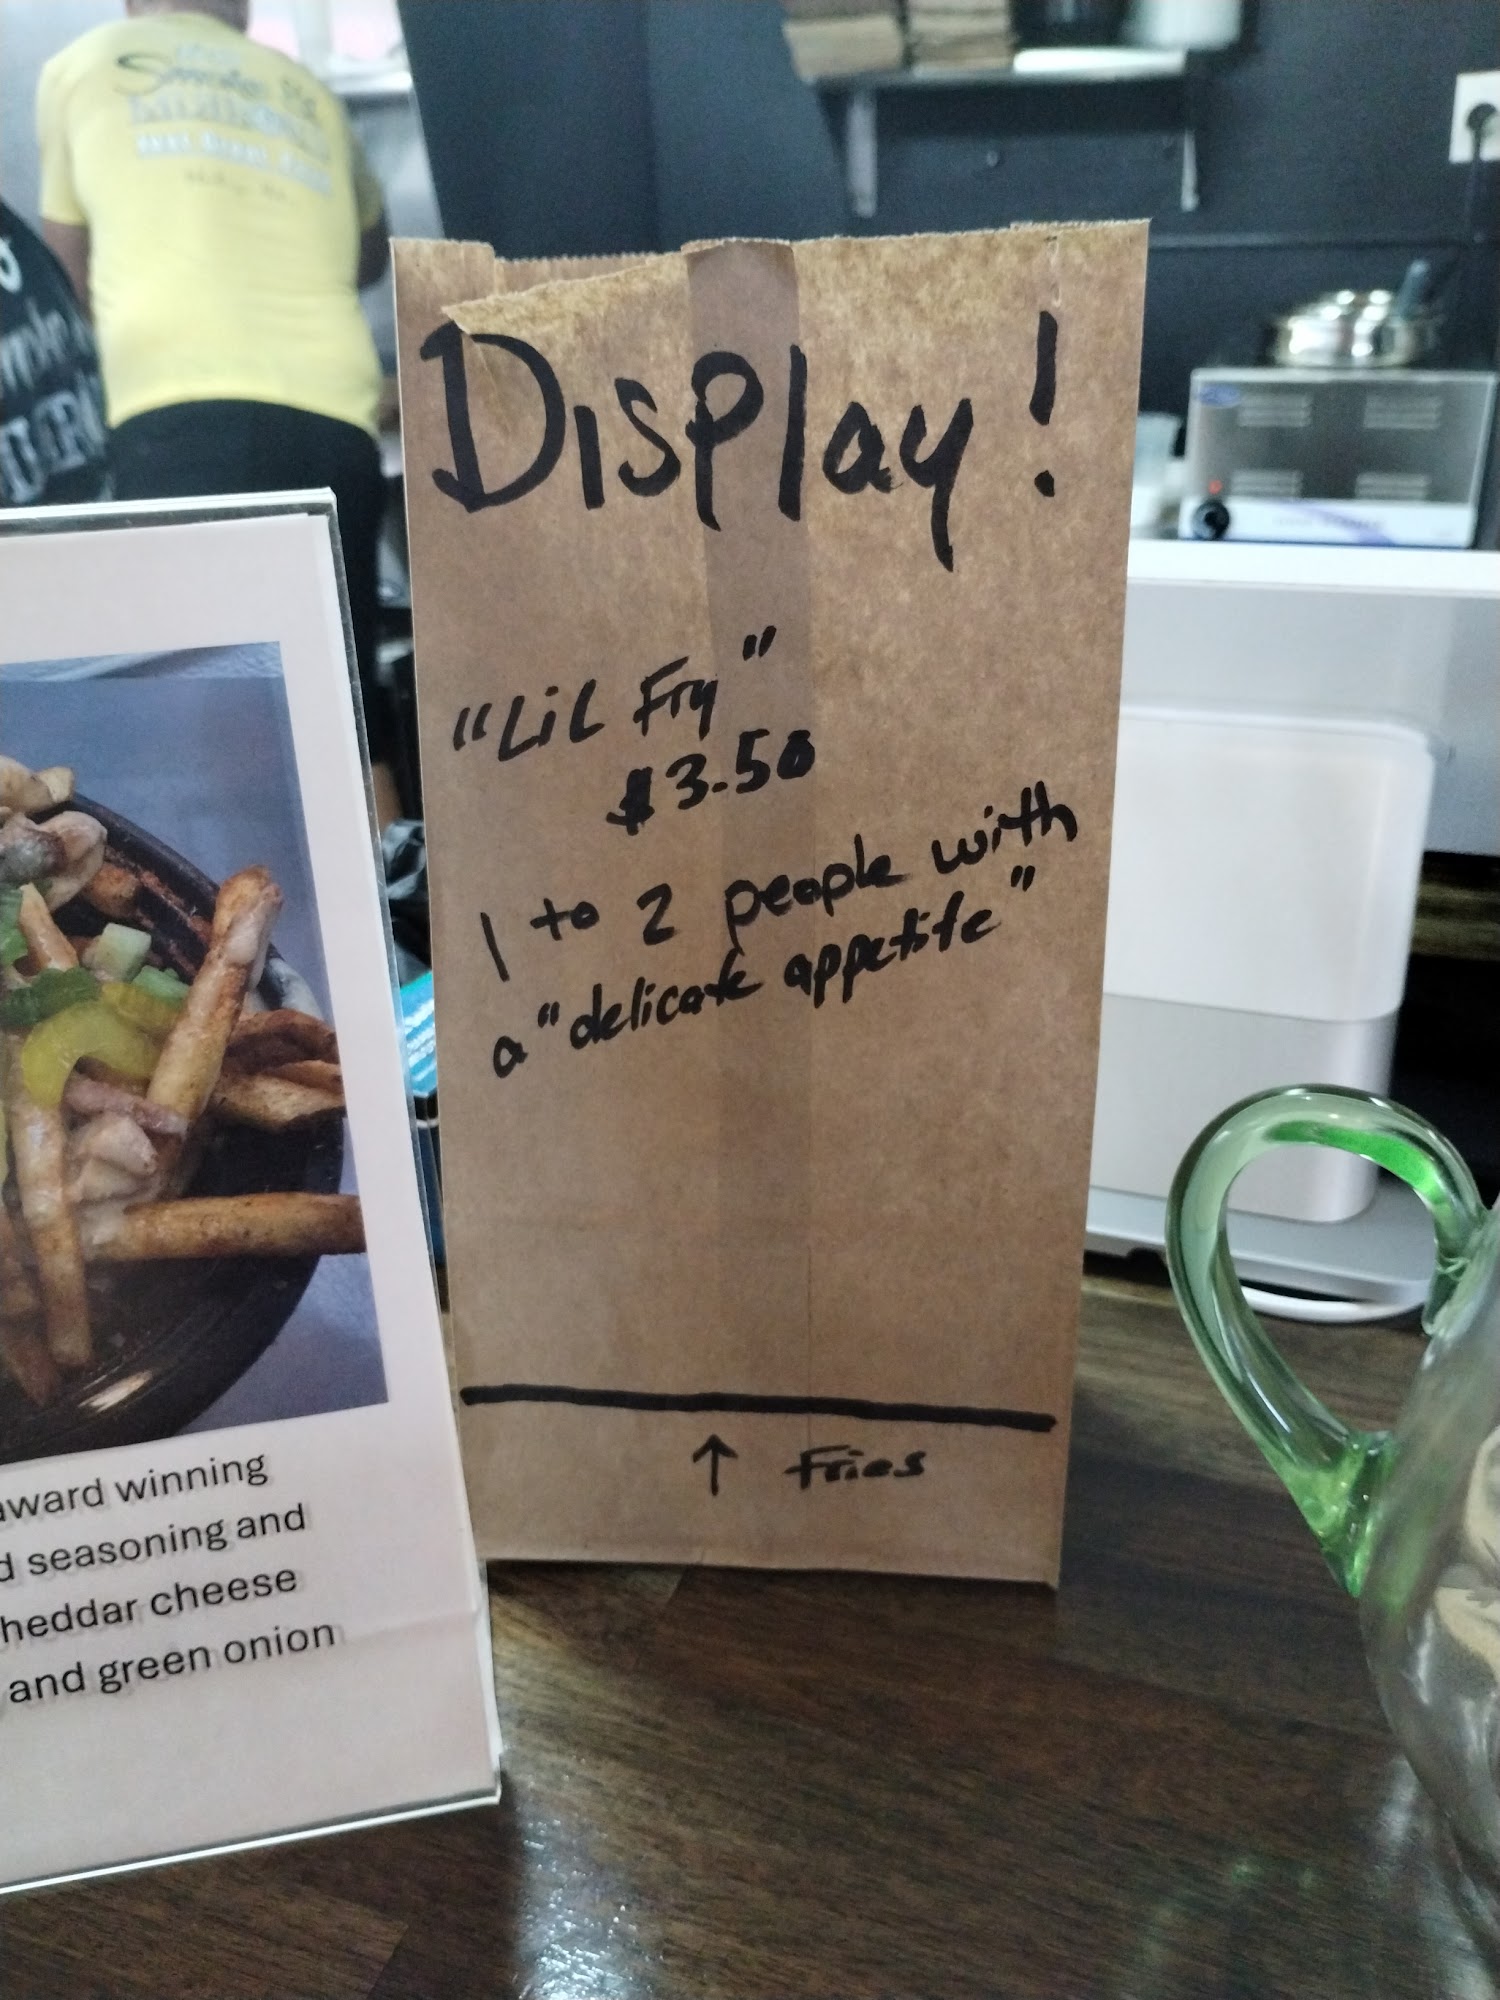 Display!
"LiL Fry"
$3.50
1 to 2 people with
a "delicate appetite"
↑ Fries
award winning
seasoning and
cheddar cheese
and green onion